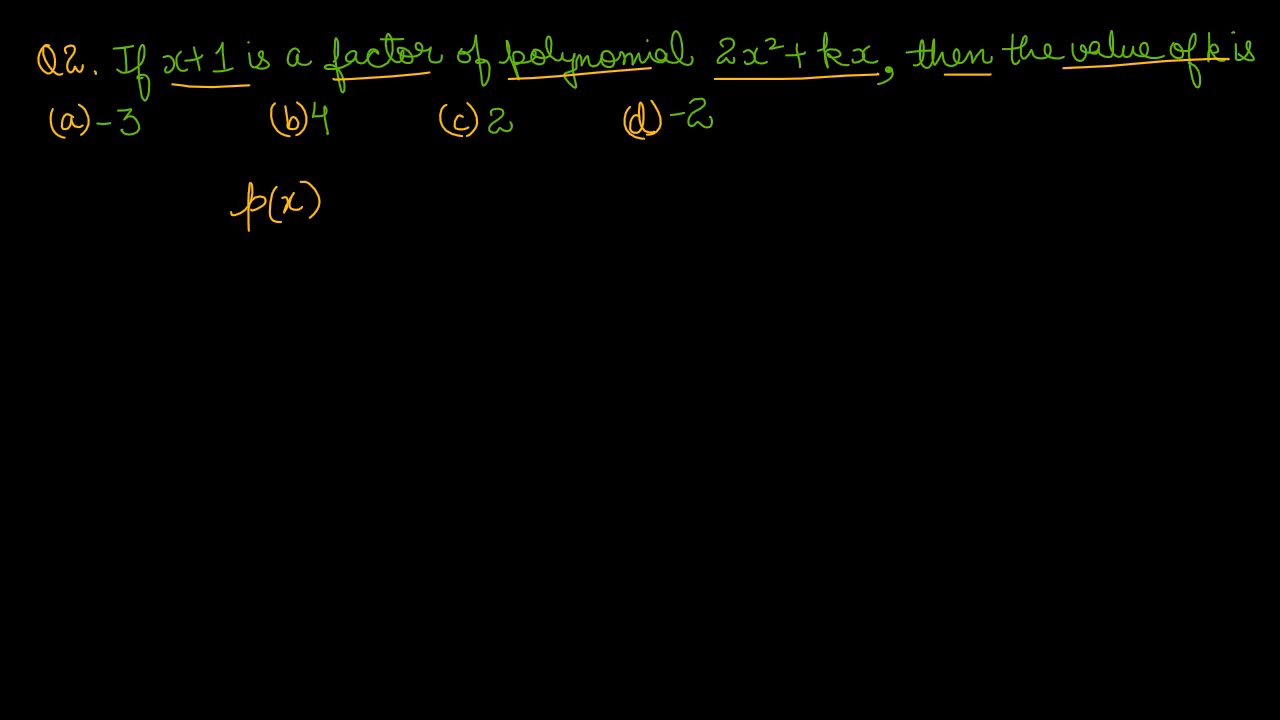 Q2. If x+1 is a factor of polynomial 2x² + kx, then the value of k is
(a) -3 (b) 4 (c) 2 (d) -2
p(x)